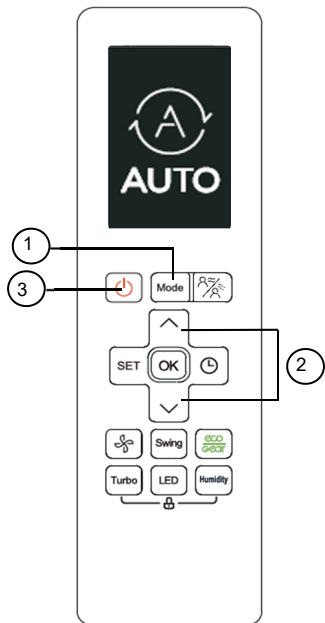 A
AUTO
1
3
Mode
2
SET OK
Swing eco GEAR
Turbo LED Humidity